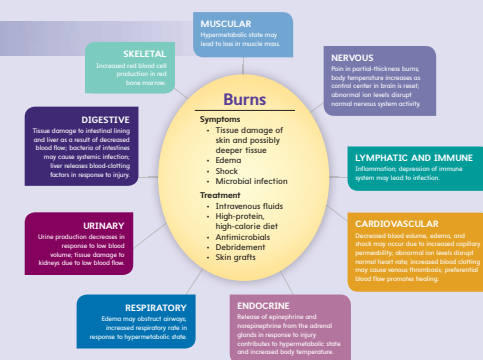 MUSCULAR
Hypermetabolic state may
lead to loss in muscle mass.
SKELETAL
Increased red blood cell
production in red
bone marrow.
NERVOUS
Pain in partial-thickness burns;
body temperature increases as
control center in brain is reset;
abnormal ion levels disrupt
normal nervous system activity.
DIGESTIVE
Tissue damage to intestinal lining
and liver as a result of decreased
blood flow; bacteria of intestines
may cause systemic infection;
liver releases blood-clotting
factors in response to injury.
Burns
Symptoms
• Tissue damage of
skin and possibly
deeper tissue
• Edema
• Shock
• Microbial infection
Treatment
• Intravenous fluids
• High-protein,
high-calorie diet
• Antimicrobials
• Debridement
• Skin grafts
LYMPHATIC AND IMMUNE
Inflammation; depression of immune
system may lead to infection.
URINARY
Urine production decreases in
response to low blood
volume; tissue damage to
kidneys due to low blood flow.
CARDIOVASCULAR
Decreased blood volume, edema, and
shock may occur due to increased capillary
permeability; abnormal ion levels disrupt
normal heart rate; increased blood clotting
may cause venous thrombosis; preferential
blood flow promotes healing.
RESPIRATORY
Edema may obstruct airways;
increased respiratory rate in
response to hypermetabolic state.
ENDOCRINE
Release of epinephrine and
norepinephrine from the adrenal
glands in response to injury
contributes to hypermetabolic state
and increased body temperature.